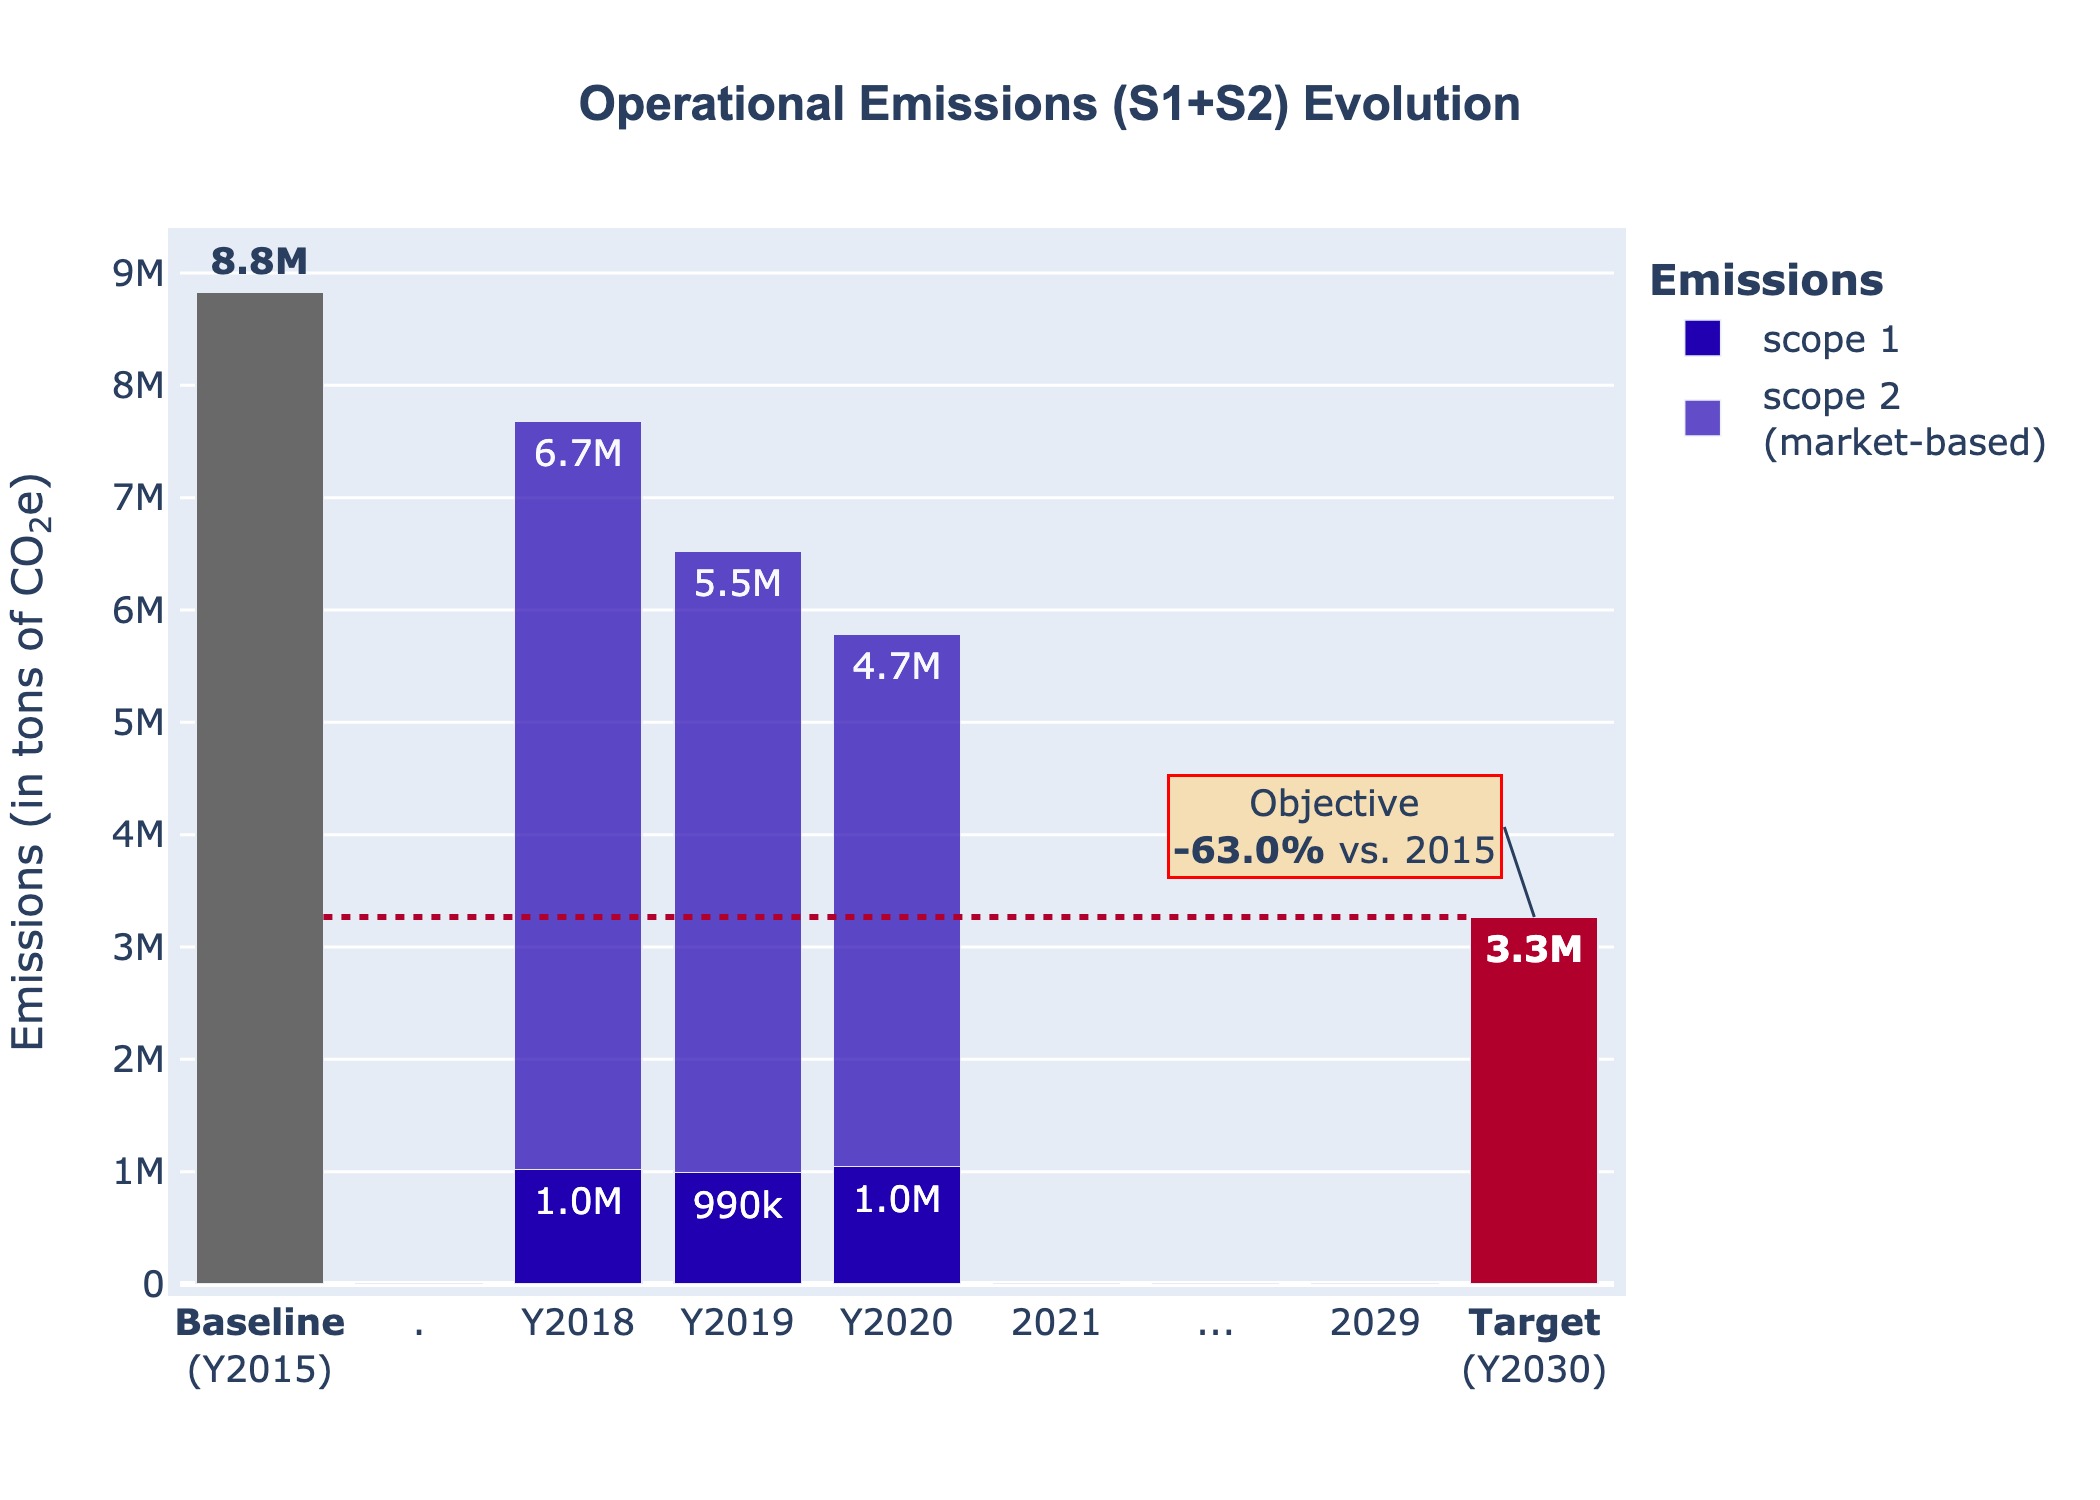 Operational Emissions (S1+S2) Evolution
Emissions (in tons of CO₂e)
9M
8M
7M
6M
5M
4M
3M
2M
1M
0
8.8M
6.7M
1.0M
5.5M
990k
4.7M
1.0M
Objective
-63.0% vs. 2015
3.3M
Baseline
(Y2015)
.
Y2018
Y2019
Y2020
2021
...
2029
Target
(Y2030)
Emissions
scope 1
scope 2
(market-based)